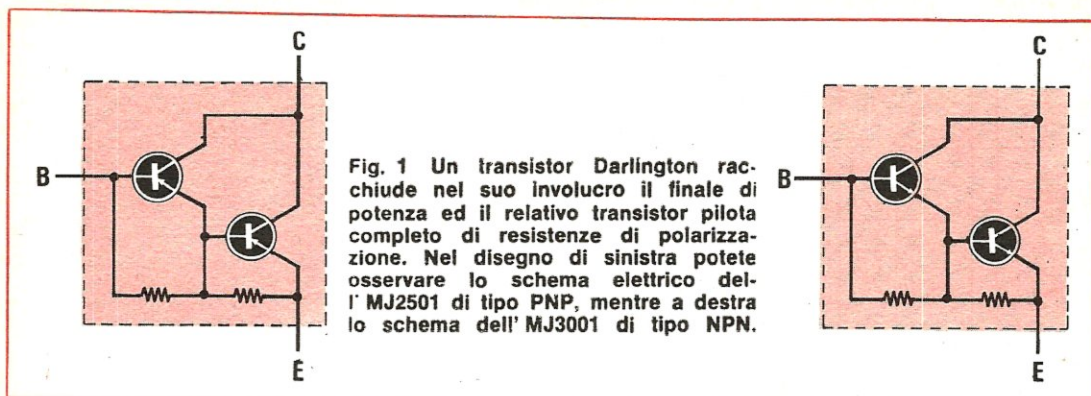 C
B
E
Fig. 1 Un transistor Darlington rac-
chiude nel suo involucro il finale di
potenza ed il relativo transistor pilota
completo di resistenze di polarizza-
zione. Nel disegno di sinistra potete
osservare lo schema elettrico del-
l'MJ2501 di tipo PNP, mentre a destra
lo schema dell'MJ3001 di tipo NPN.
C
B
E